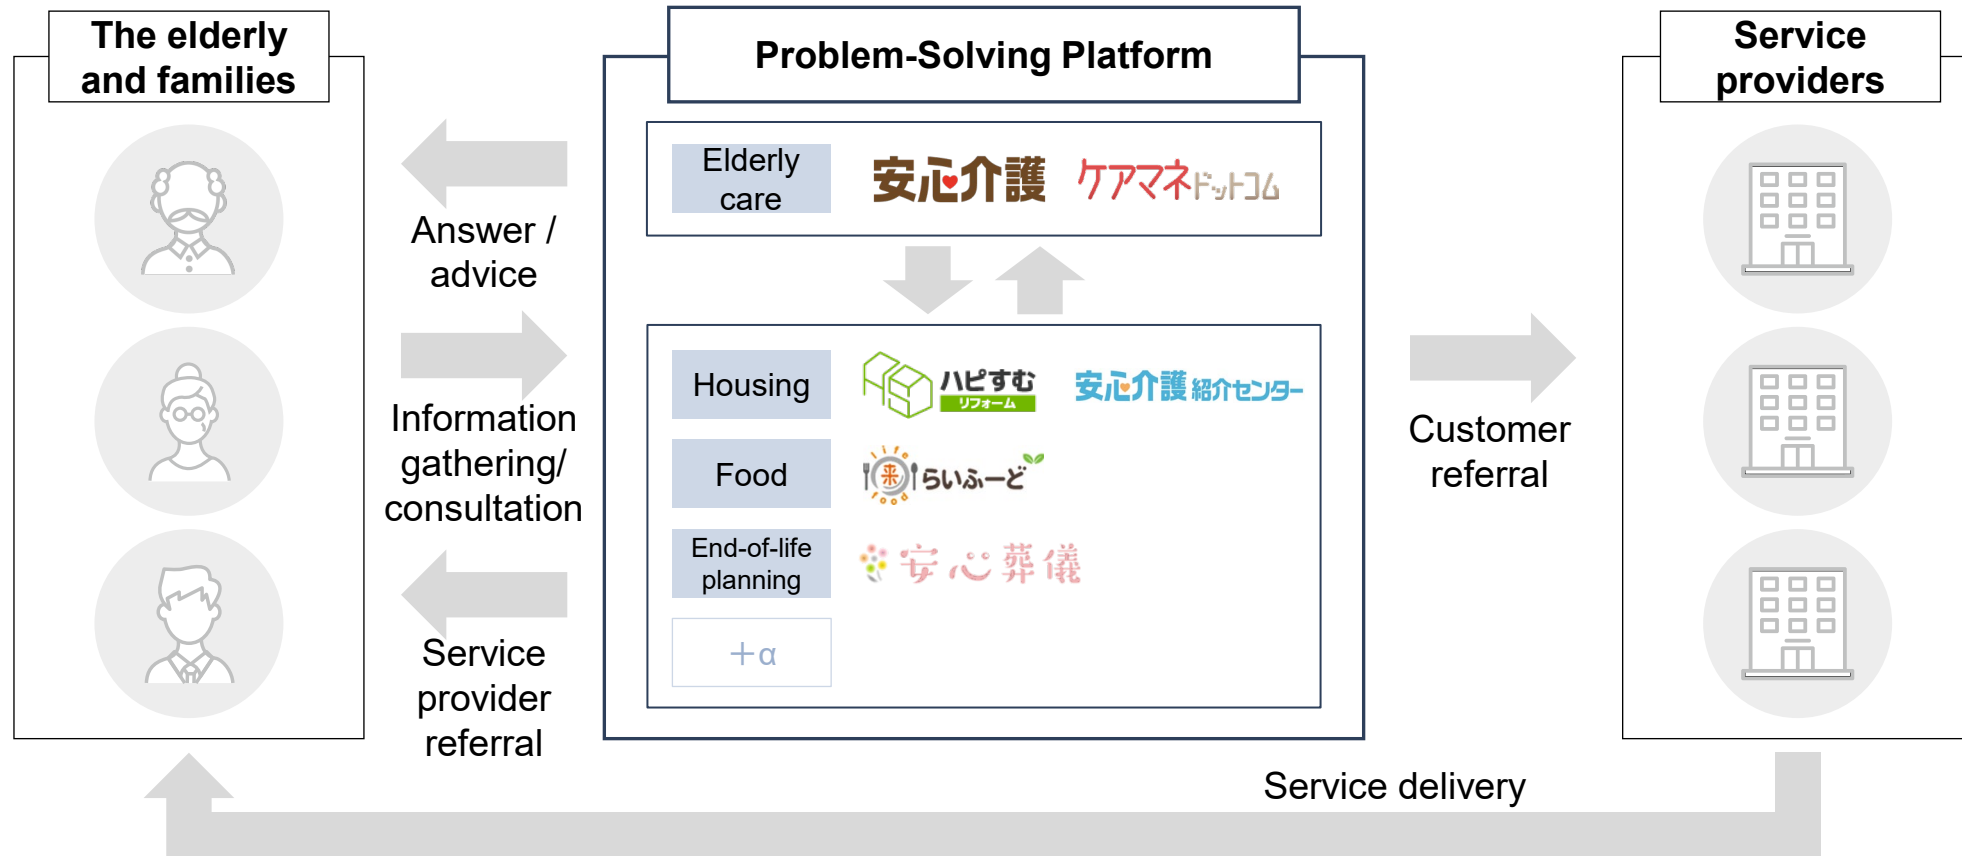 The elderly
and families
Answer /
advice
Information
gathering/
consultation
Service
provider
referral
Problem-Solving Platform
Elderly
care
安心介護
ケアマネドットコム
Housing
ハピすむ
リフォーム
安心介護 紹介センター
Food
life
来
food
らいふーど
End-of-life
planning
安心葬儀
＋α
Customer
referral
Service
providers
Service delivery